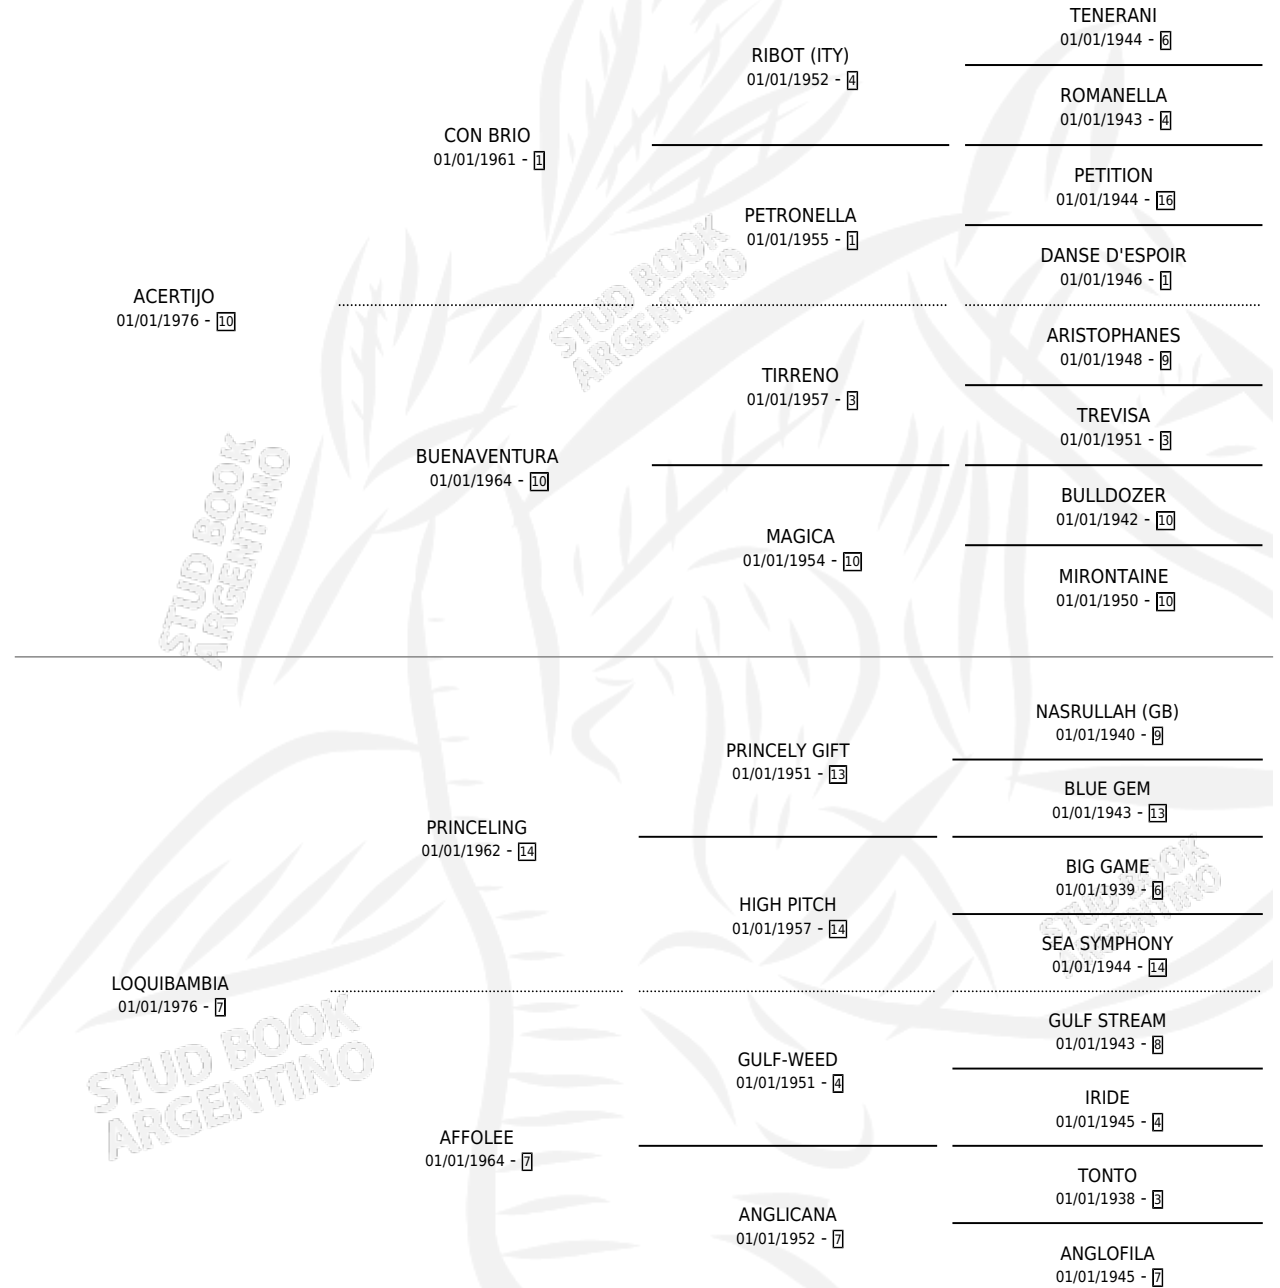 TENERANI
01/01/1944 - 6
RIBOT (ITY)
01/01/1952 - 4
ROMANELLA
01/01/1943 - 4
CON BRIO
01/01/1961 - 1
PETITION
01/01/1944 - 16
PETRONELLA
01/01/1955 - 1
DANSE D'ESPOIR
01/01/1946 - 1
ACERTIJO
01/01/1976 - 10
ARISTOPHANES
01/01/1948 - 9
TIRRENO
01/01/1957 - 3
TREVISA
01/01/1951 - 3
BUENAVENTURA
01/01/1964 - 10
BULLDOZER
01/01/1942 - 10
MAGICA
01/01/1954 - 10
MIRONTAINE
01/01/1950 - 10
STUD BOOK
ARGENTINO
STUD BOOK
ARGENTINO
NASRULLAH (GB)
01/01/1940 - 9
PRINCELY GIFT
01/01/1951 - 13
BLUE GEM
01/01/1943 - 13
PRINCELING
01/01/1962 - 14
BIG GAME
01/01/1939 - 6
HIGH PITCH
01/01/1957 - 14
SEA SYMPHONY
01/01/1944 - 14
LOQUIBAMBIA
01/01/1976 - 7
GULF STREAM
01/01/1943 - 8
GULF-WEED
01/01/1951 - 4
IRIDE
01/01/1945 - 4
AFFOLEE
01/01/1964 - 7
TONTO
01/01/1938 - 3
ANGLICANA
01/01/1952 - 7
ANGLOFILA
01/01/1945 - 7
STUD BOOK
ARGENTINO
STUD BOOK
ARGENTINO